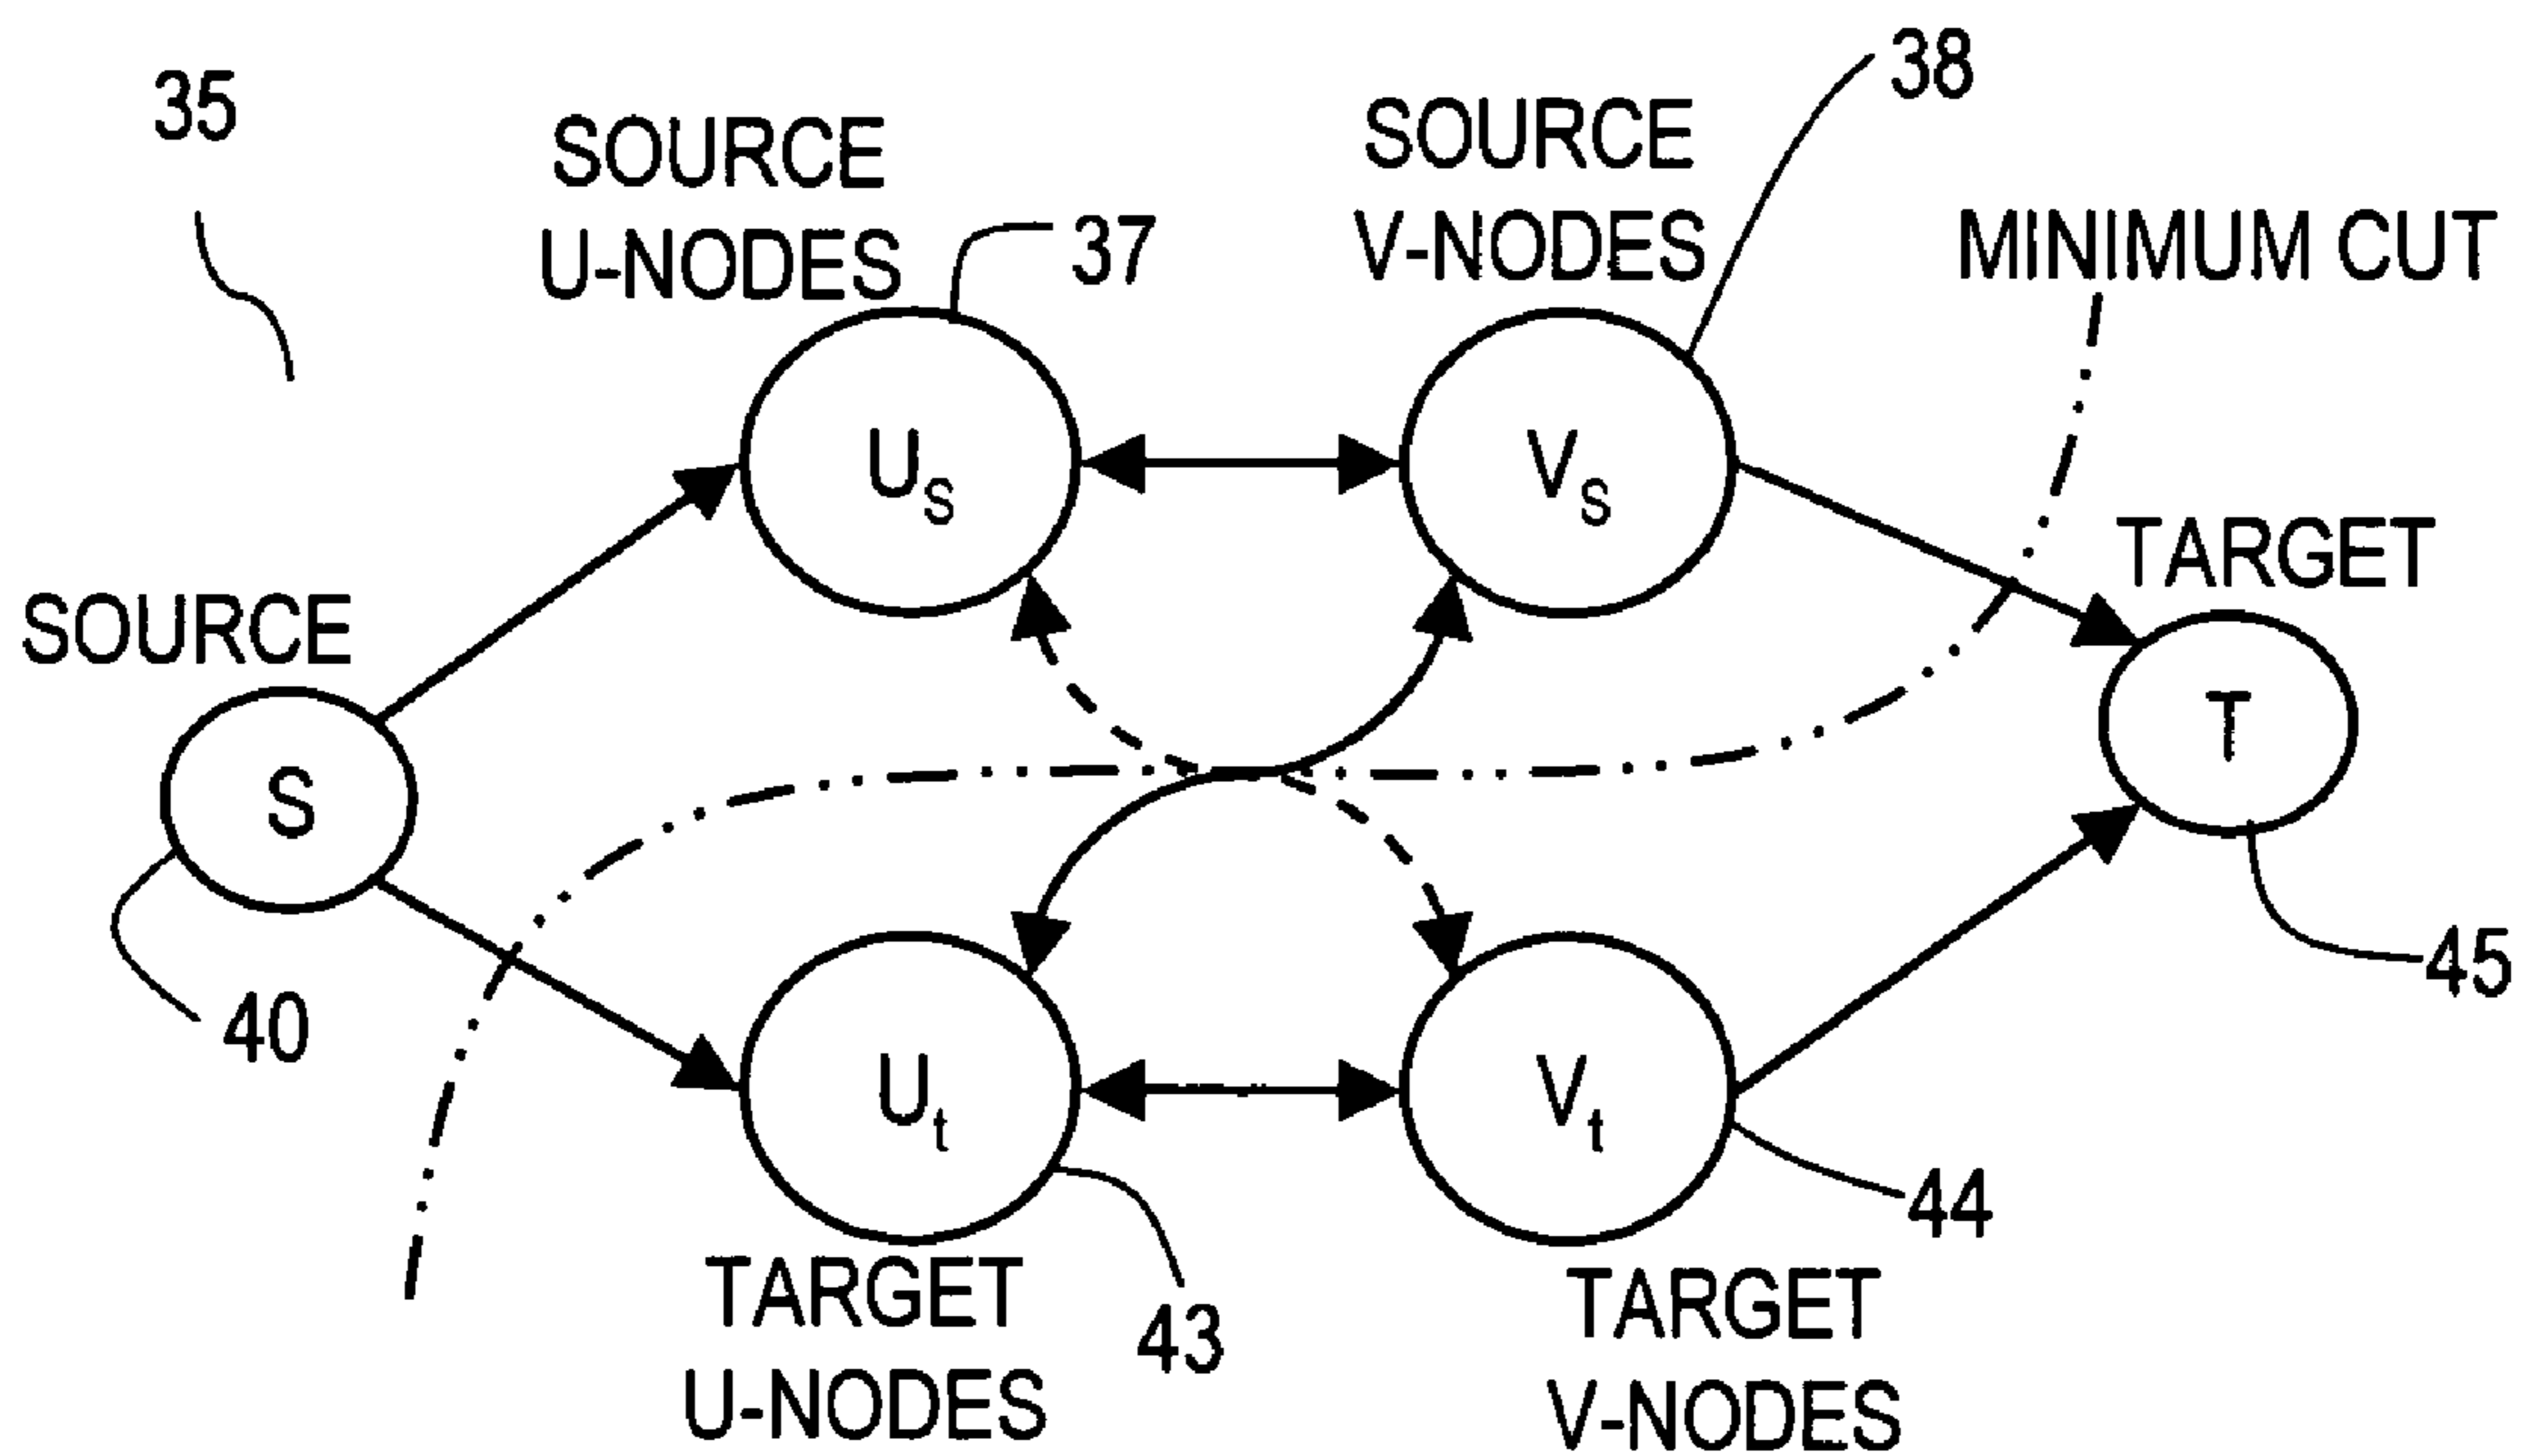 35
SOURCE
U-NODES
37
SOURCE
V-NODES
38
MINIMUM CUT
U_S
V_S
TARGET
SOURCE
T
S
40
45
U_t
V_t
44
43
TARGET
U-NODES
TARGET
V-NODES